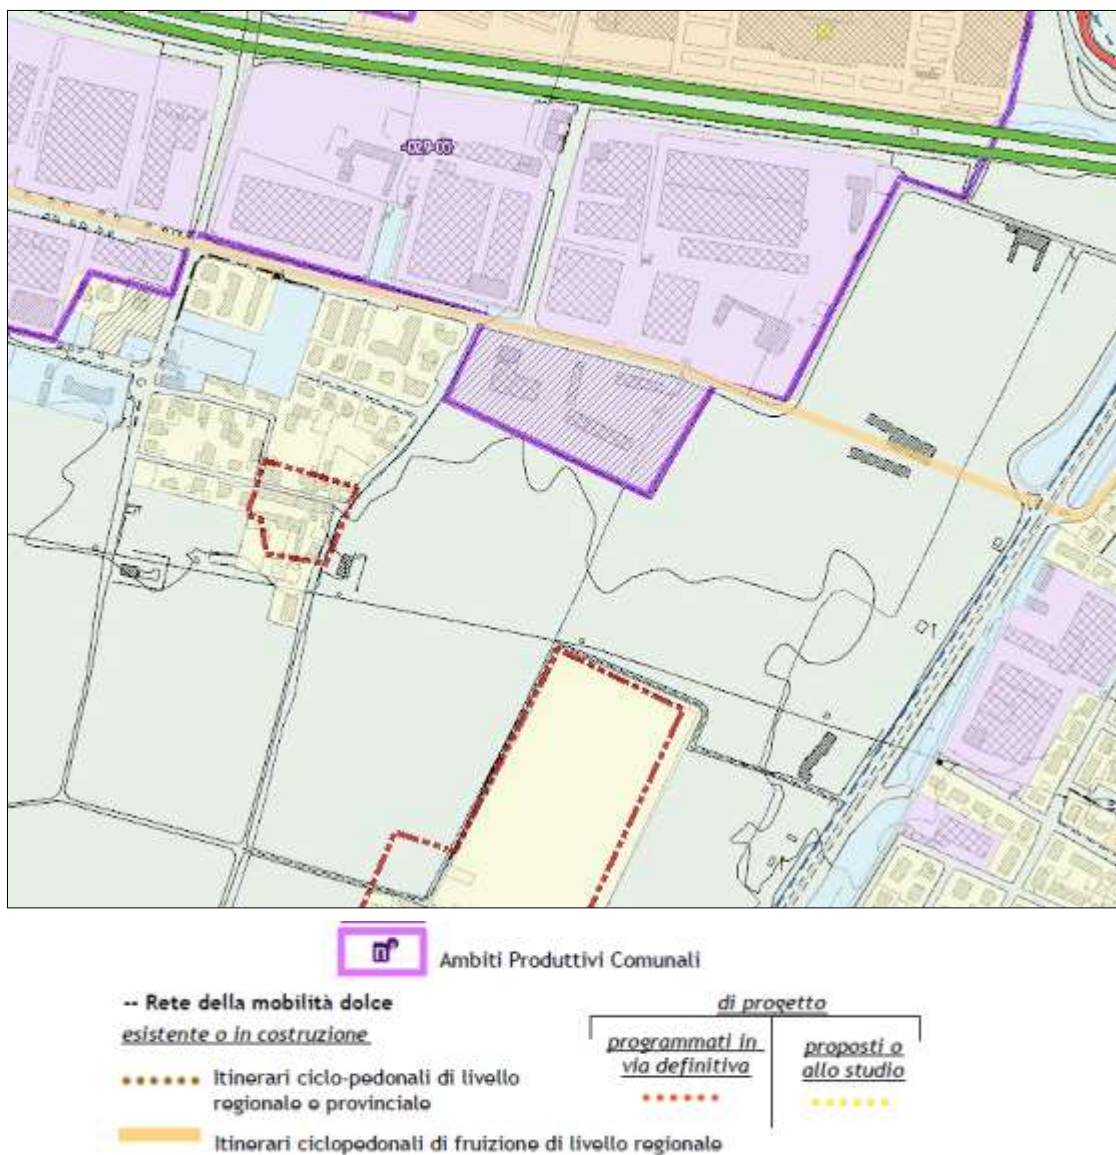 Ambiti Produttivi Comunali
-- Rete della mobilità dolce
esistente o in costruzione
Itinerari ciclo-pedonali di livello
regionale e provinciale
Itinerari ciclopedonali di fruizione di livello regionale
di progetto
programmati in
via definitiva
proposti o
allo studio